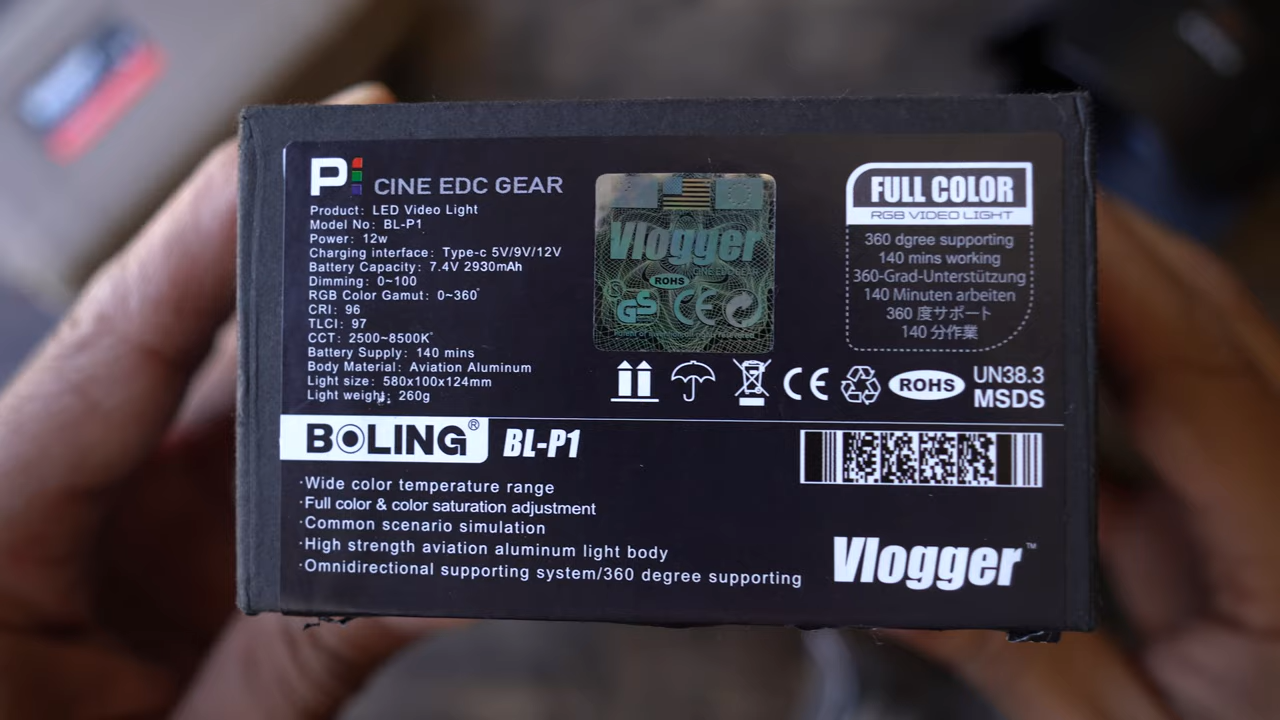 Pi CINE EDC GEAR
Product: LED Video Light
Model No: BL-P1
Power: 12w
Charging interface: Type-c 5V/9V/12V
Battery Capacity: 7.4V 2930mAh
Dimming: 0~100
RGB Color Gamut: 0~360°
CRI: 96
TLCI: 97
CCT: 2500~8500K°
Battery Supply: 140 mins
Body Material: Aviation Aluminum
Light size: 580x100x124mm
Light weight: 260g
Vlogger
ROHS
GS CE
FULL COLOR
RGB VIDEO LIGHT
360 dgree supporting
140 mins working
360-Grad-Unterstützung
140 Minuten arbeiten
360 度サポート
140 分作業
CE ROHS UN38.3
MSDS
BOLING® BL-P1
·Wide color temperature range
·Full color & color saturation adjustment
·Common scenario simulation
·High strength aviation aluminum light body
·Omnidirectional supporting system/360 degree supporting
Vlogger™